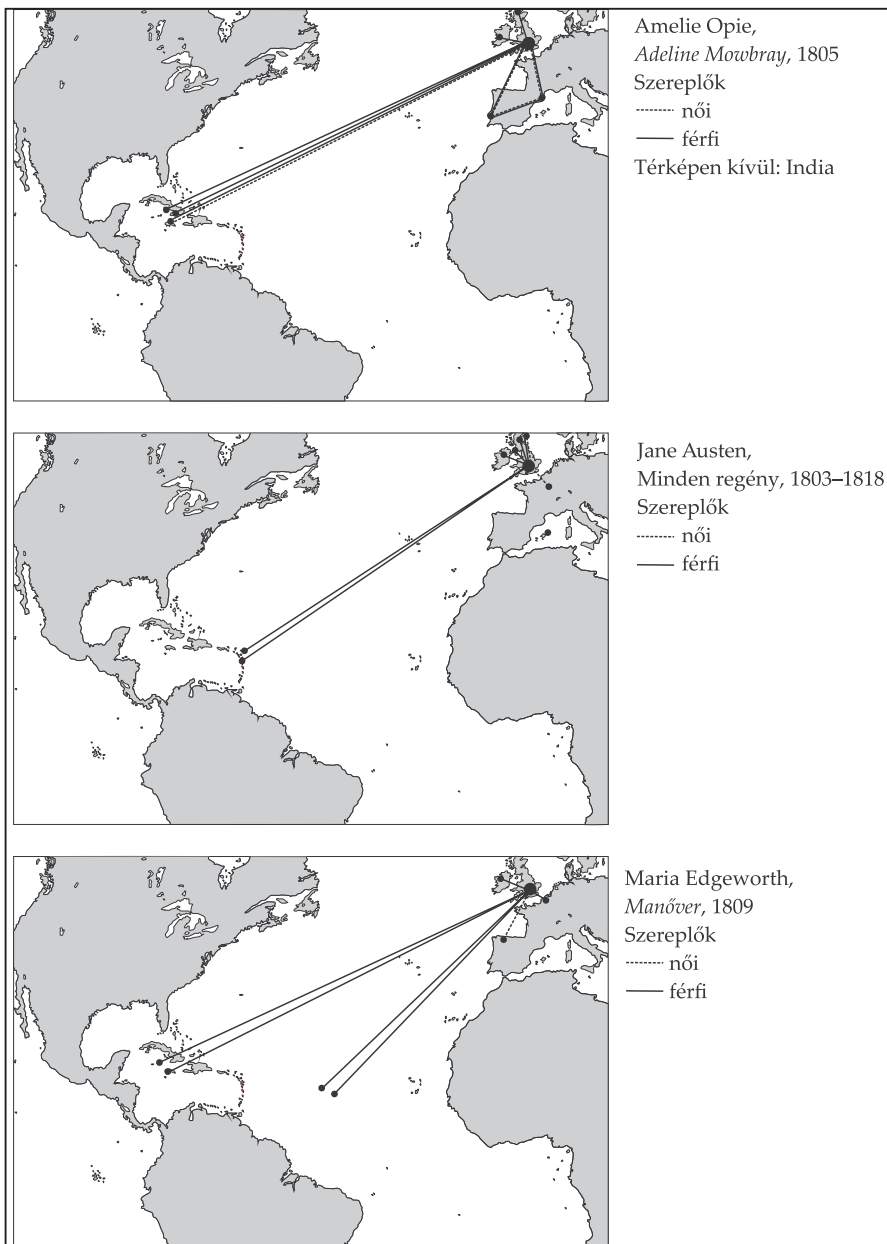 Amelie Opie,
Adeline Mowbray, 1805
Szereplők
női
férfi
Térképen kívül: India
Jane Austen,
Minden regény, 1803–1818
Szereplők
női
férfi
Maria Edgeworth,
Manőver, 1809
Szereplők
női
férfi